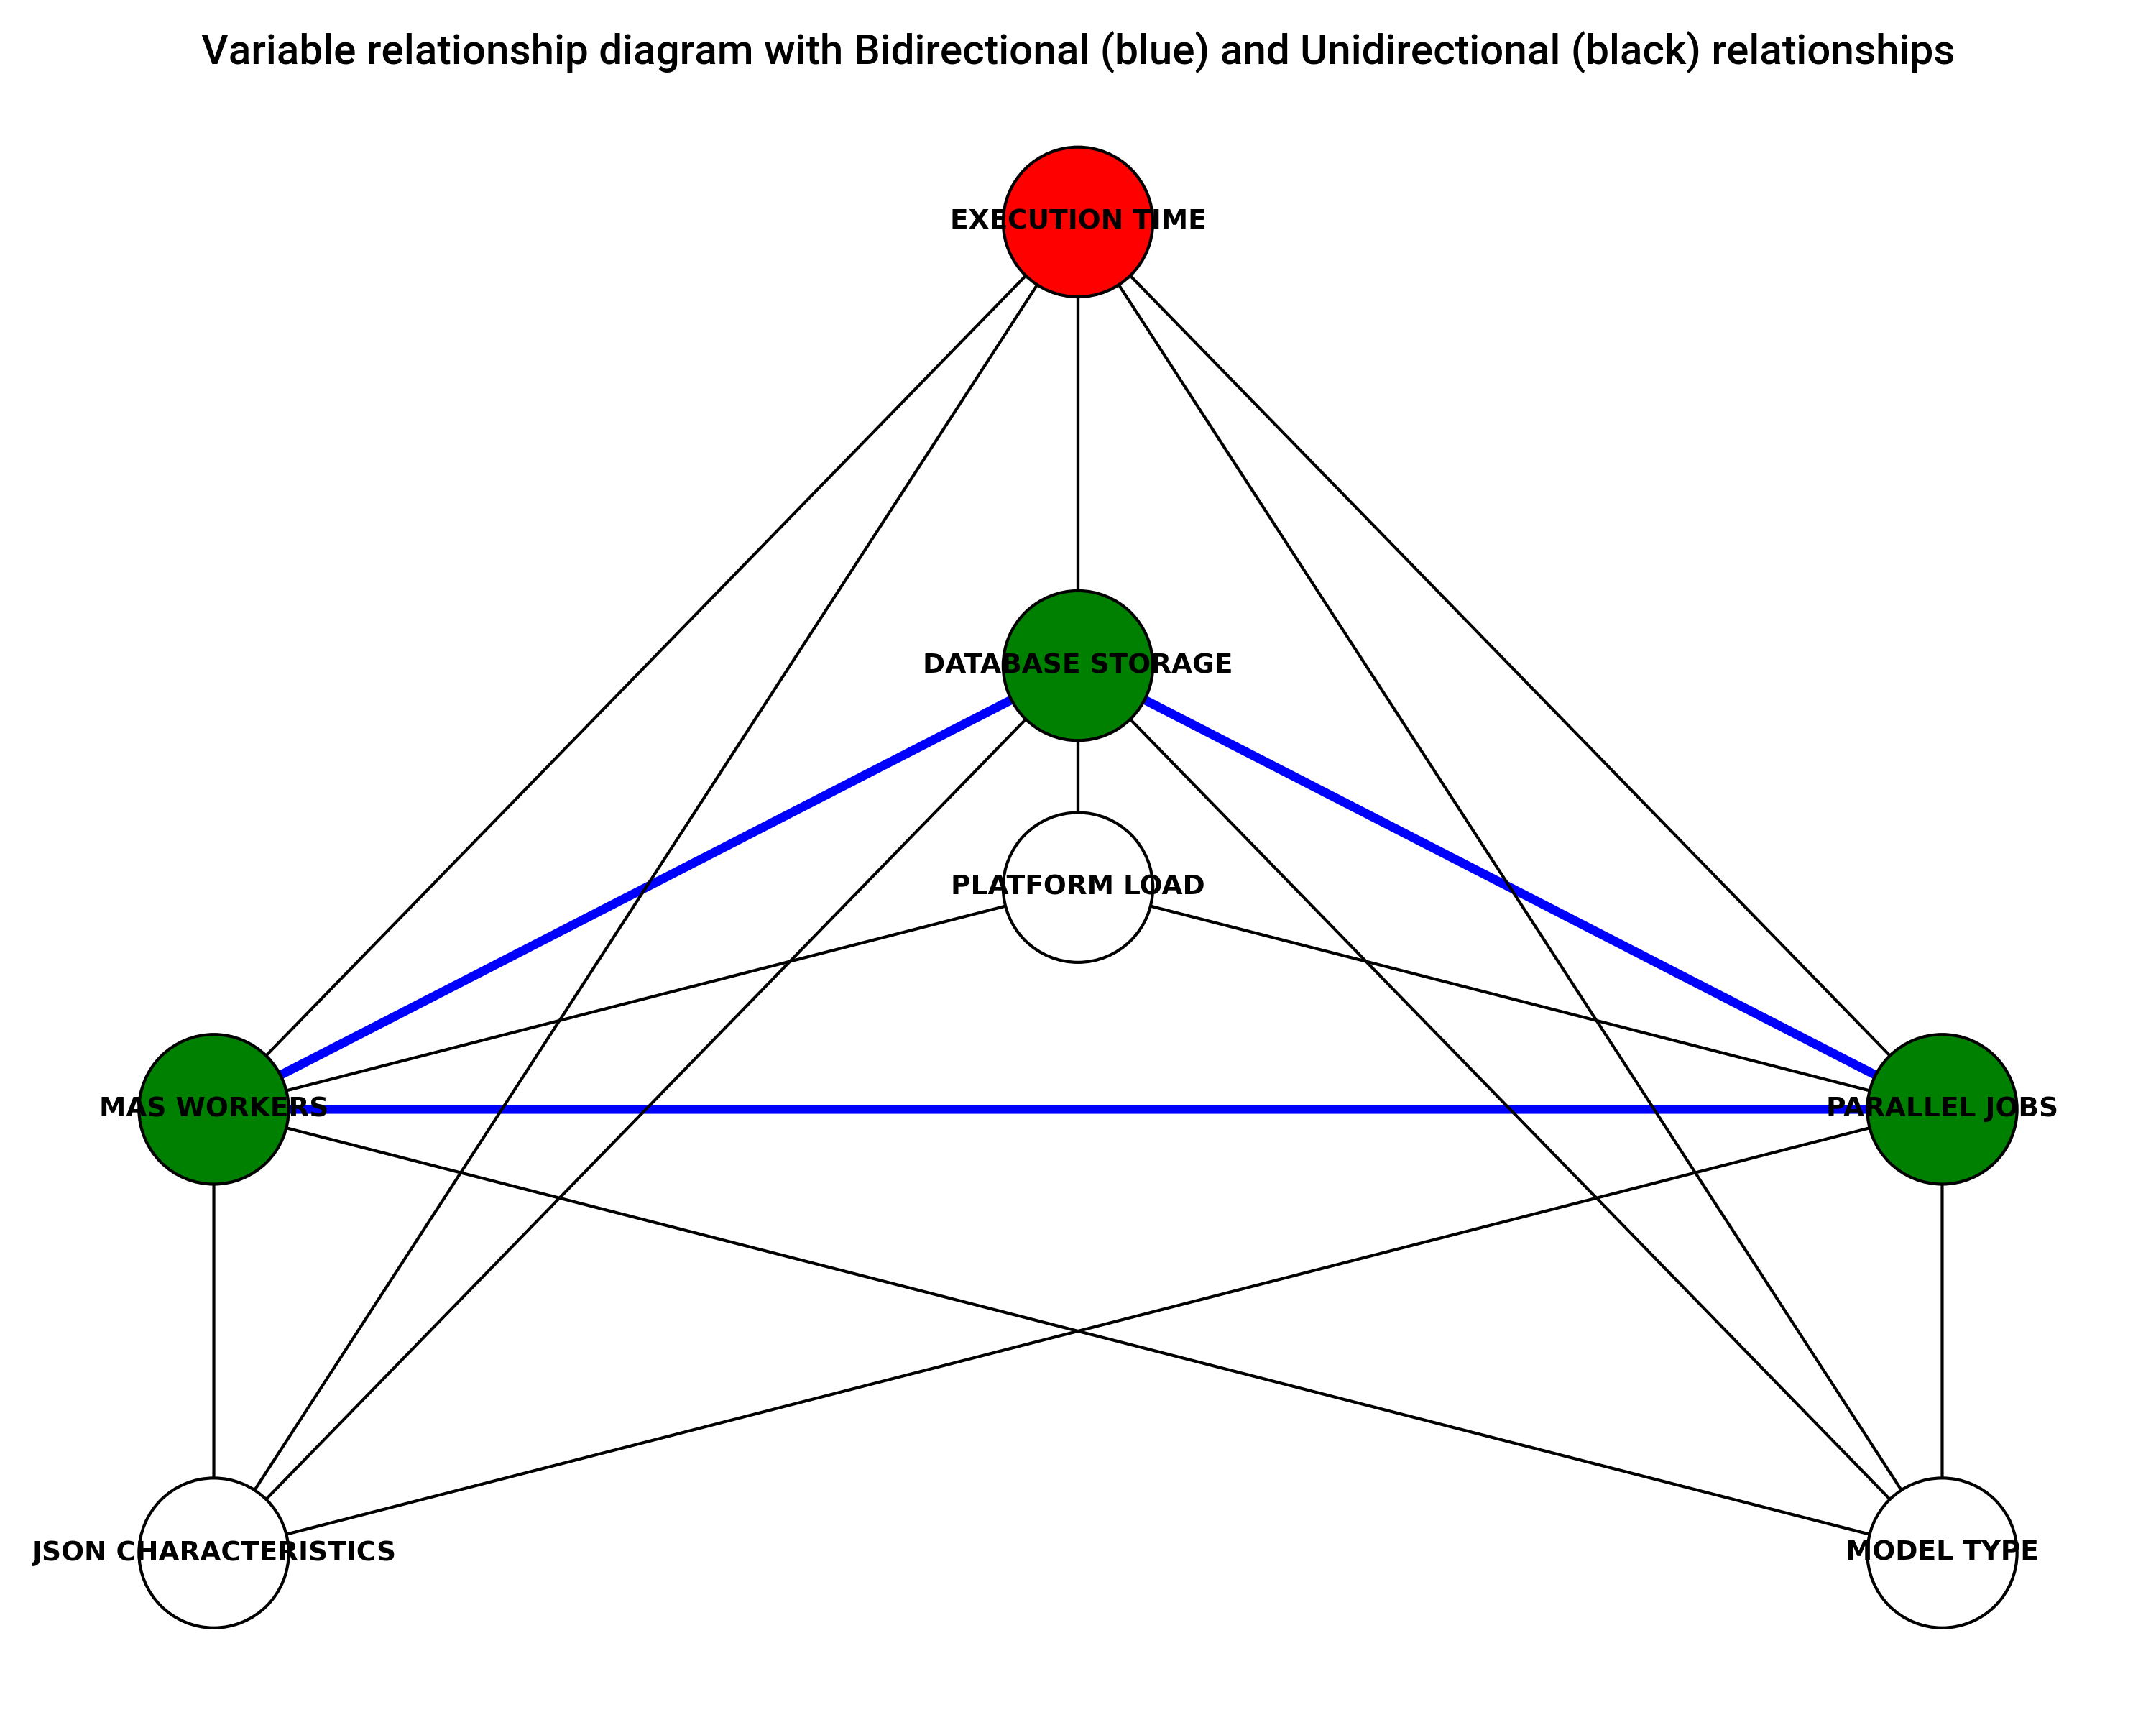 Variable relationship diagram with Bidirectional (blue) and Unidirectional (black) relationships
EXECUTION TIME
DATABASE STORAGE
PLATFORM LOAD
MAS WORKERS
PARALLEL JOBS
JSON CHARACTERISTICS
MODEL TYPE